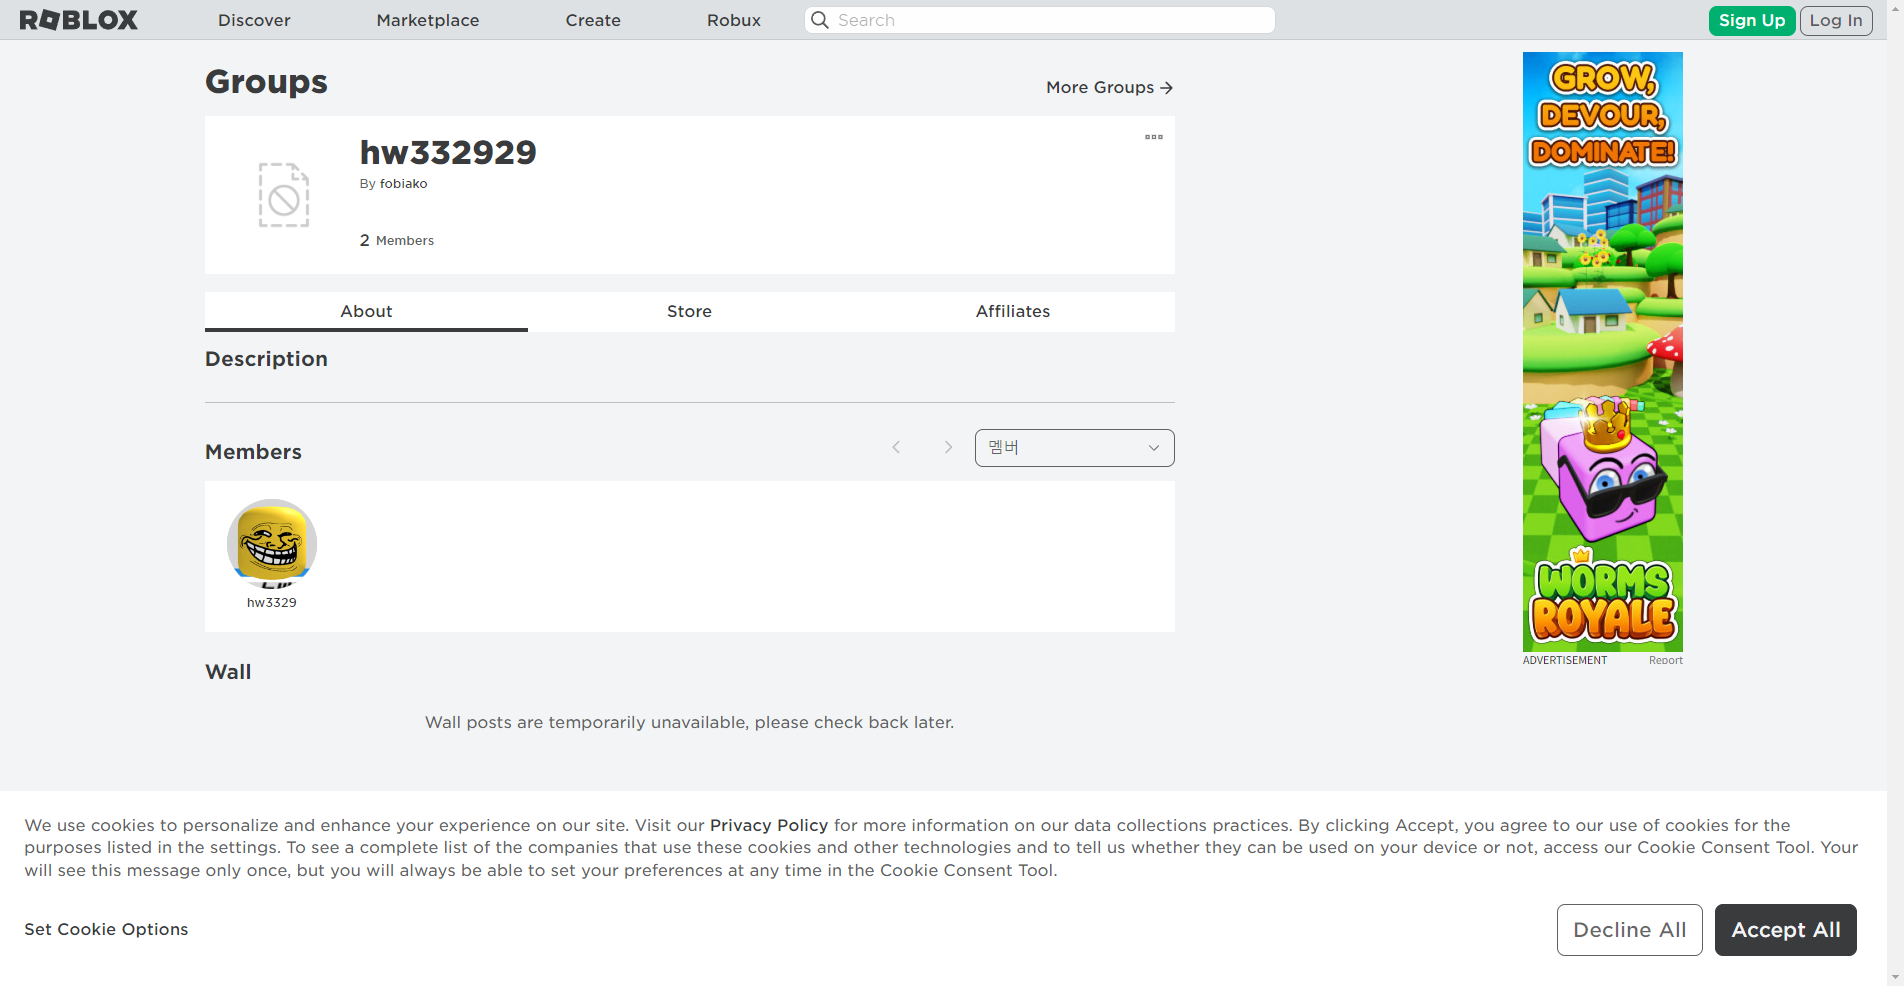 ROBLOX
Discover
Marketplace
Create
Robux
Search
Sign Up
Log In
Groups
More Groups →
hw332929
By fobiako
2 Members
About
Store
Affiliates
Description
Members
멤버
hw3329
Wall
Wall posts are temporarily unavailable, please check back later.
GROW,
DEVOUR,
DOMINATE!
WORMS
ROYALE
ADVERTISEMENT
Report
We use cookies to personalize and enhance your experience on our site. Visit our Privacy Policy for more information on our data collections practices. By clicking Accept, you agree to our use of cookies for the
purposes listed in the settings. To see a complete list of the companies that use these cookies and other technologies and to tell us whether they can be used on your device or not, access our Cookie Consent Tool. Your
will see this message only once, but you will always be able to set your preferences at any time in the Cookie Consent Tool.
Set Cookie Options
Decline All
Accept All